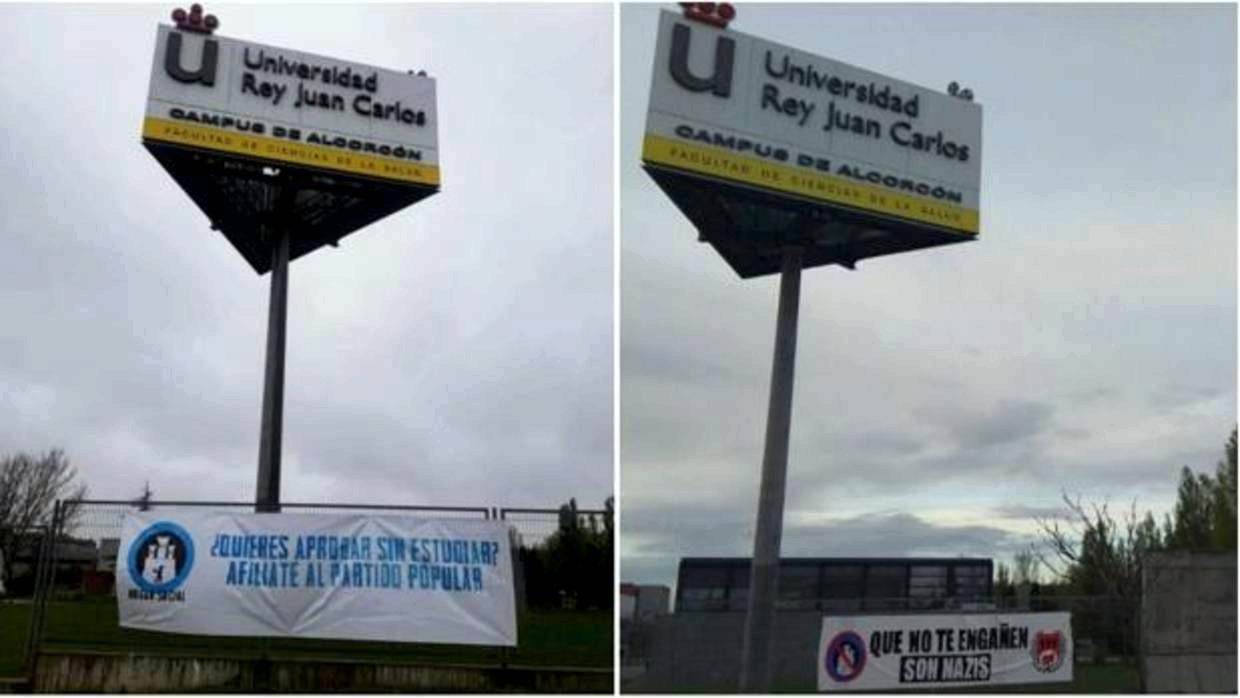 Universidad
Rey Juan Carlos
CAMPUS DE ALCORCÓN
FACULTAD DE CIENCIAS DE LA SALUD
¿QUIERES APROBAR SIN ESTUDIAR?
AFÍLIATE AL PARTIDO POPULAR
HOGAR SOCIAL
Universidad
Rey Juan Carlos
CAMPUS DE ALCORCÓN
FACULTAD DE CIENCIAS DE LA SALUD
QUE NO TE ENGAÑEN
SON NAZIS